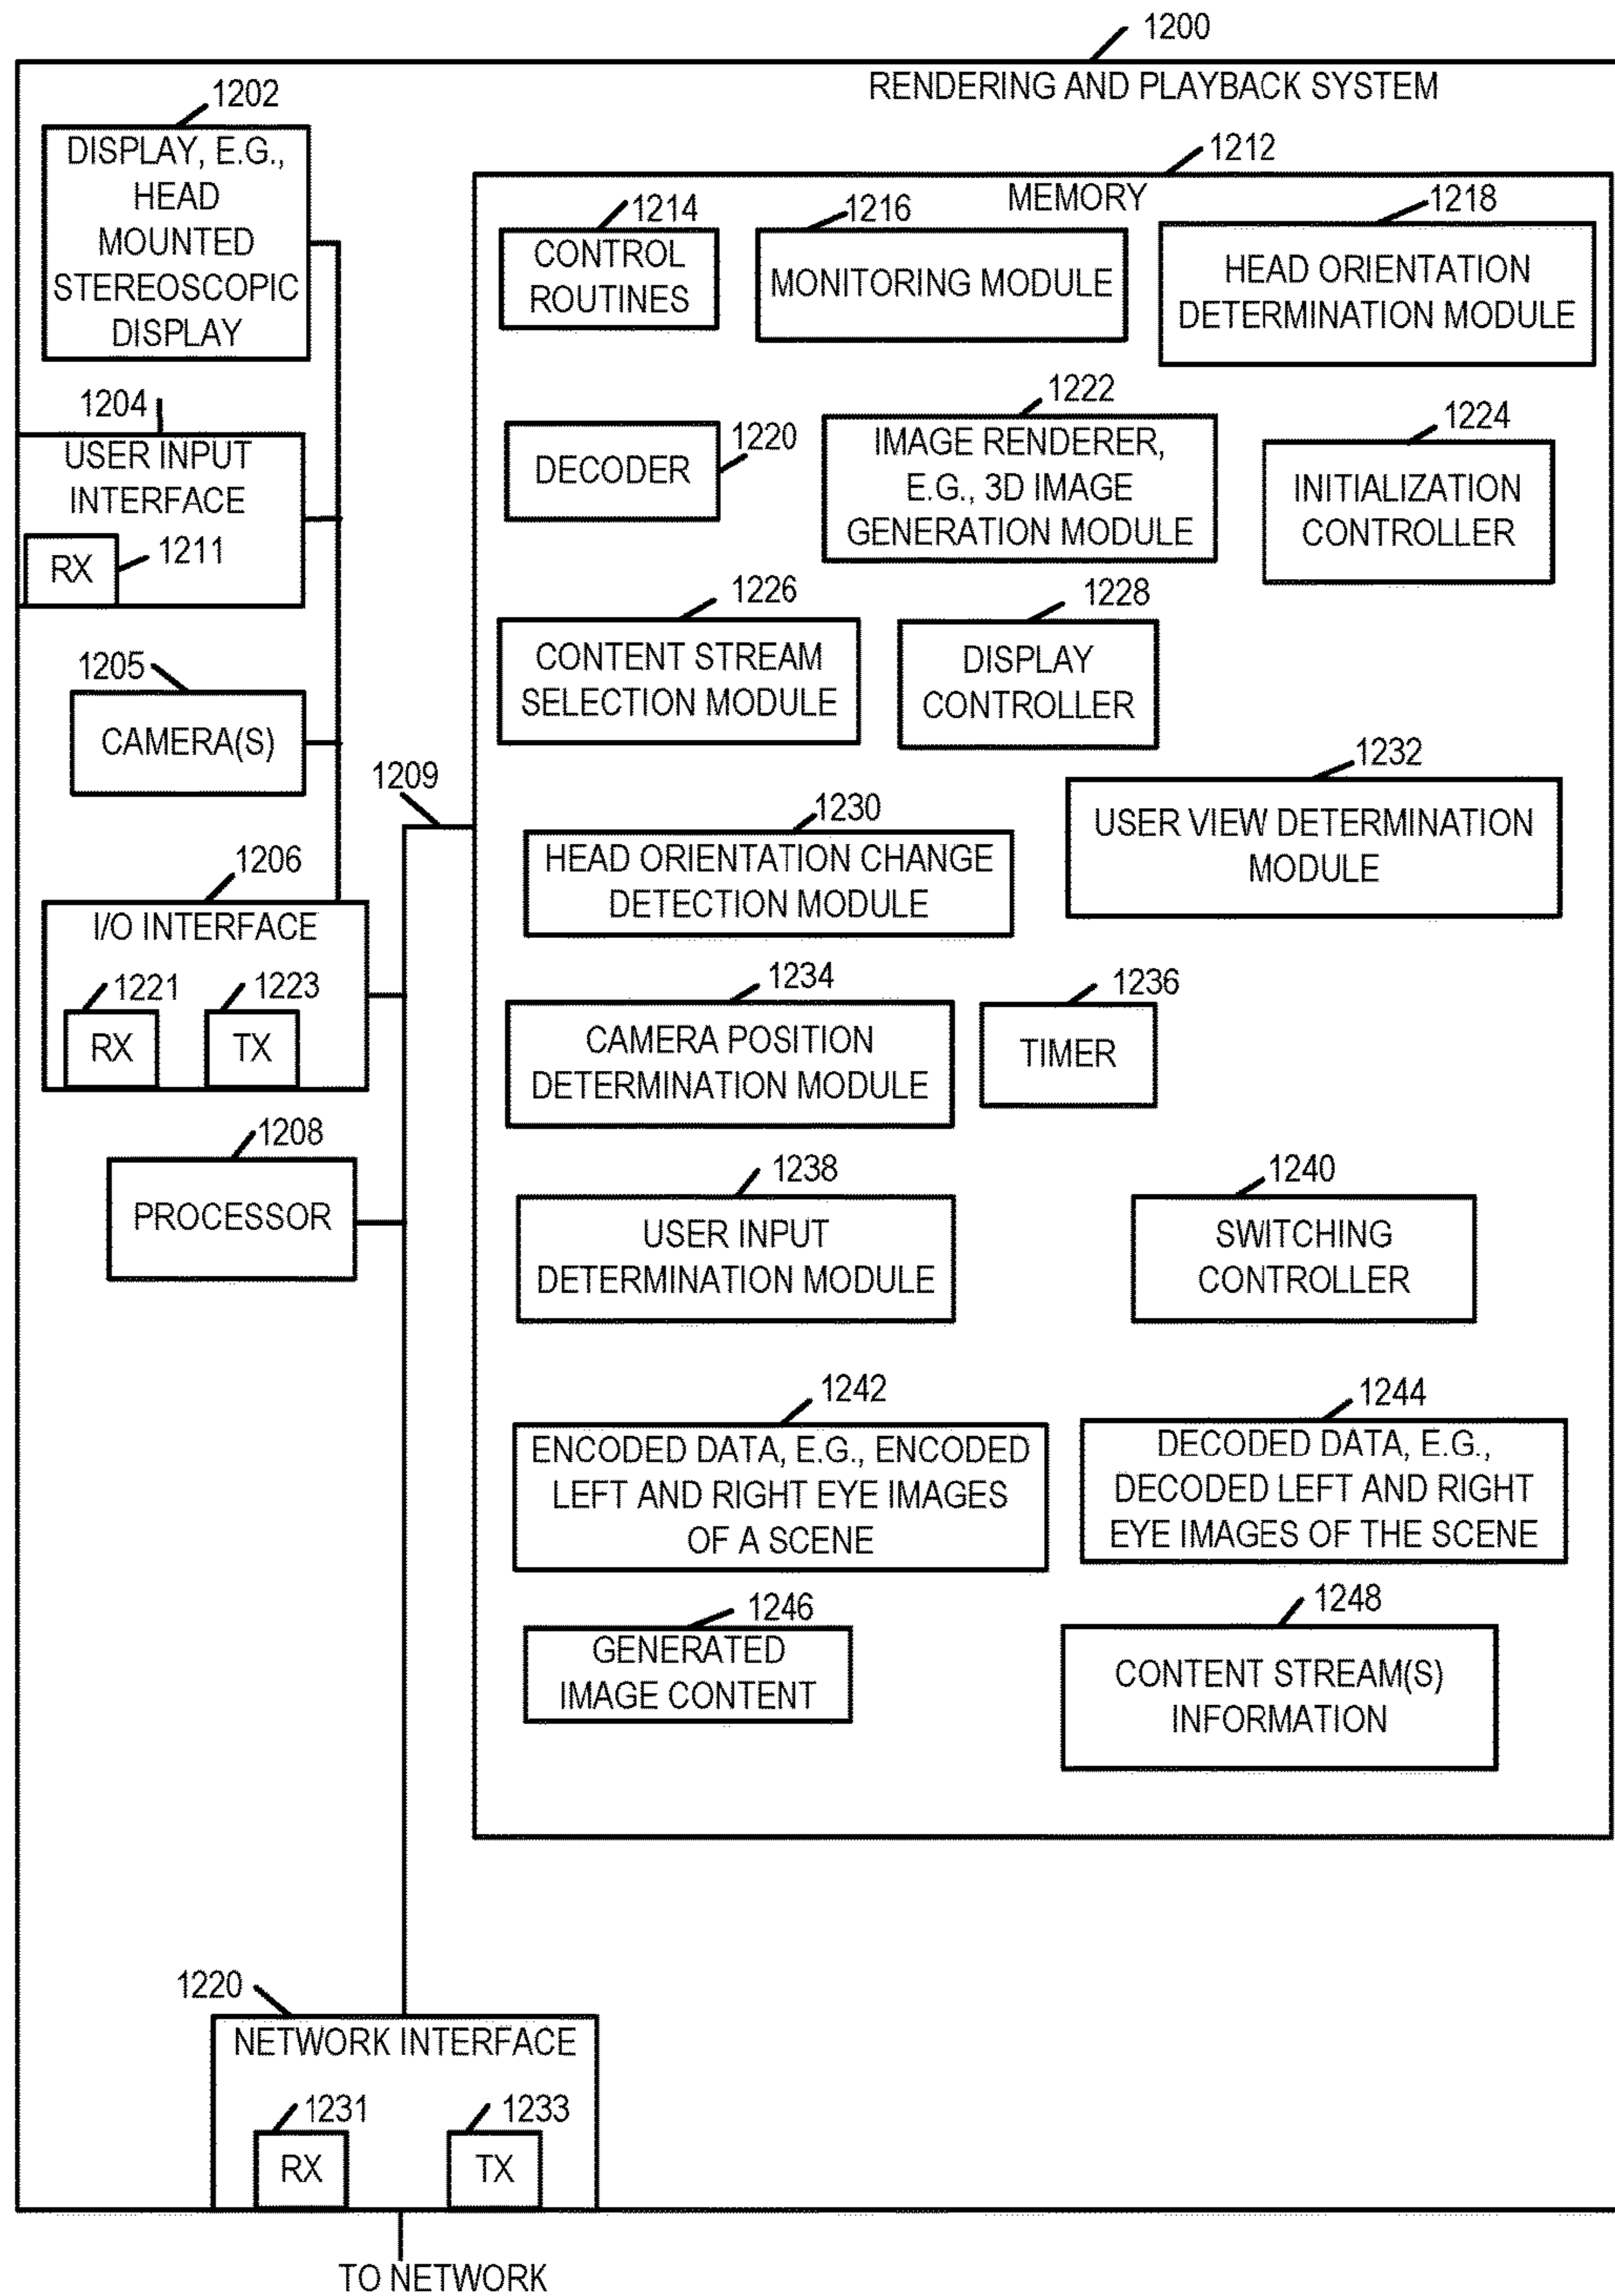 1200
RENDERING AND PLAYBACK SYSTEM
1202
DISPLAY, E.G.,
HEAD
MOUNTED
STEREOSCOPIC
DISPLAY
1204
USER INPUT
INTERFACE
RX
1211
1205
CAMERA(S)
1206
I/O INTERFACE
1221
1223
RX
TX
1208
PROCESSOR
1209
1212
MEMORY
1214
CONTROL
ROUTINES
1216
MONITORING MODULE
1218
HEAD ORIENTATION
DETERMINATION MODULE
DECODER
1220
1222
IMAGE RENDERER,
E.G., 3D IMAGE
GENERATION MODULE
1224
INITIALIZATION
CONTROLLER
1226
CONTENT STREAM
SELECTION MODULE
1228
DISPLAY
CONTROLLER
1230
HEAD ORIENTATION CHANGE
DETECTION MODULE
1232
USER VIEW DETERMINATION
MODULE
1234
CAMERA POSITION
DETERMINATION MODULE
1236
TIMER
1238
USER INPUT
DETERMINATION MODULE
1240
SWITCHING
CONTROLLER
1242
ENCODED DATA, E.G., ENCODED
LEFT AND RIGHT EYE IMAGES
OF A SCENE
1244
DECODED DATA, E.G.,
DECODED LEFT AND RIGHT
EYE IMAGES OF THE SCENE
1246
GENERATED
IMAGE CONTENT
1248
CONTENT STREAM(S)
INFORMATION
1220
NETWORK INTERFACE
1231
1233
RX
TX
TO NETWORK